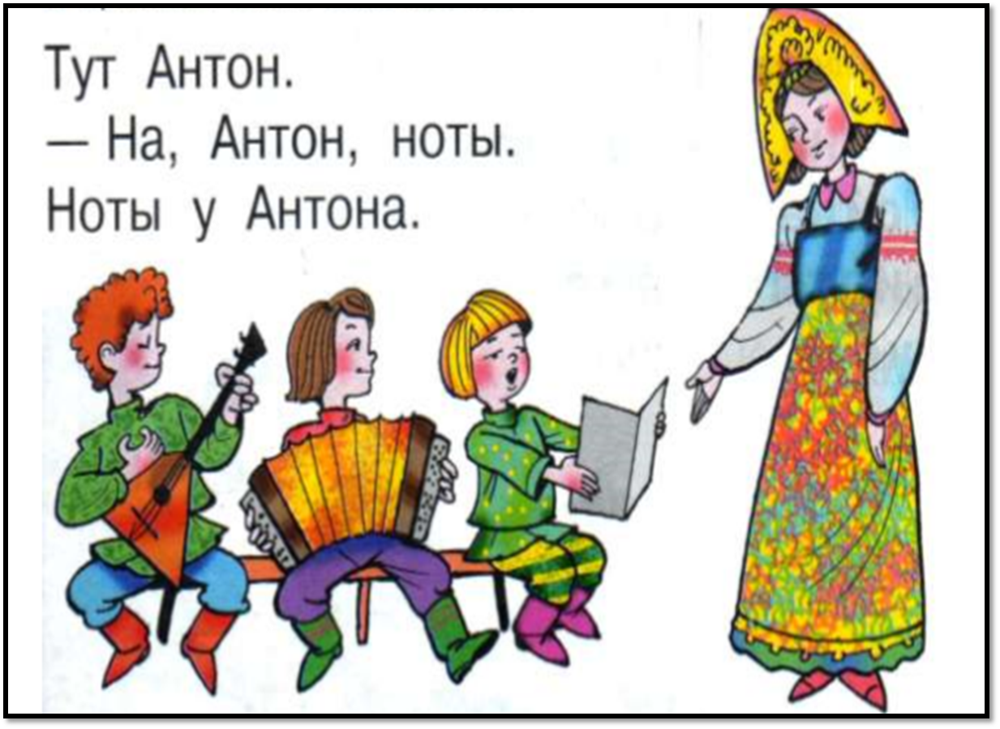 Тут Антон.
— На, Антон, ноты.
Ноты у Антона.